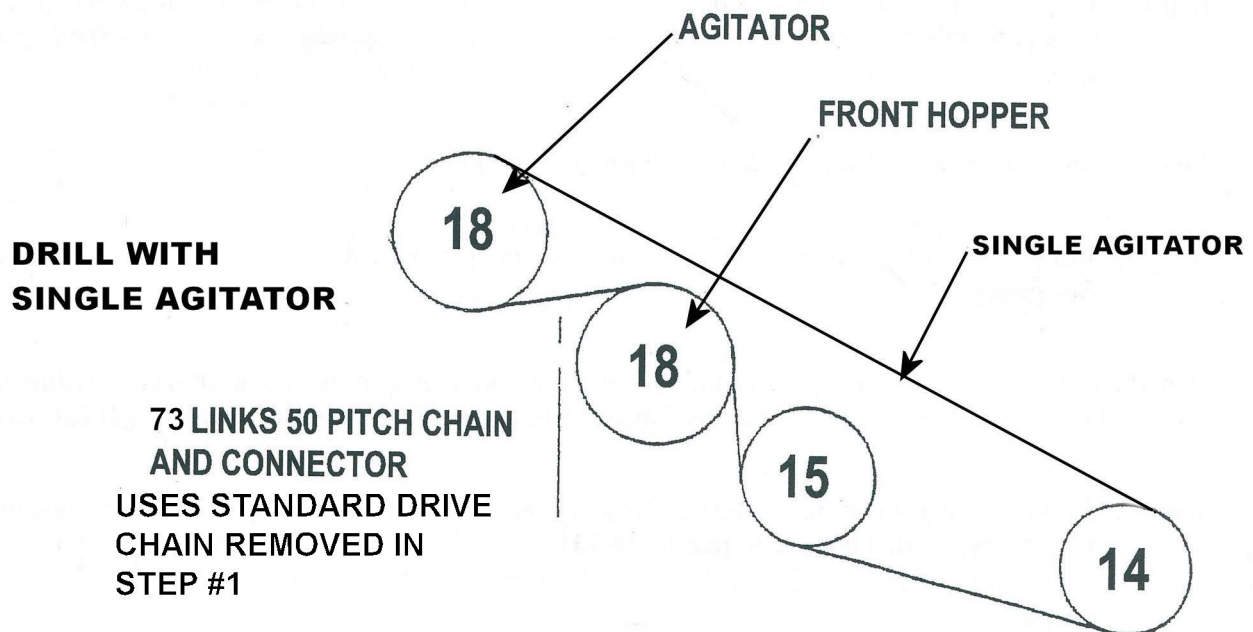 AGITATOR
FRONT HOPPER
18
DRILL WITH
SINGLE AGITATOR
SINGLE AGITATOR
18
73 LINKS 50 PITCH CHAIN
AND CONNECTOR
USES STANDARD DRIVE
CHAIN REMOVED IN
STEP #1
15
14